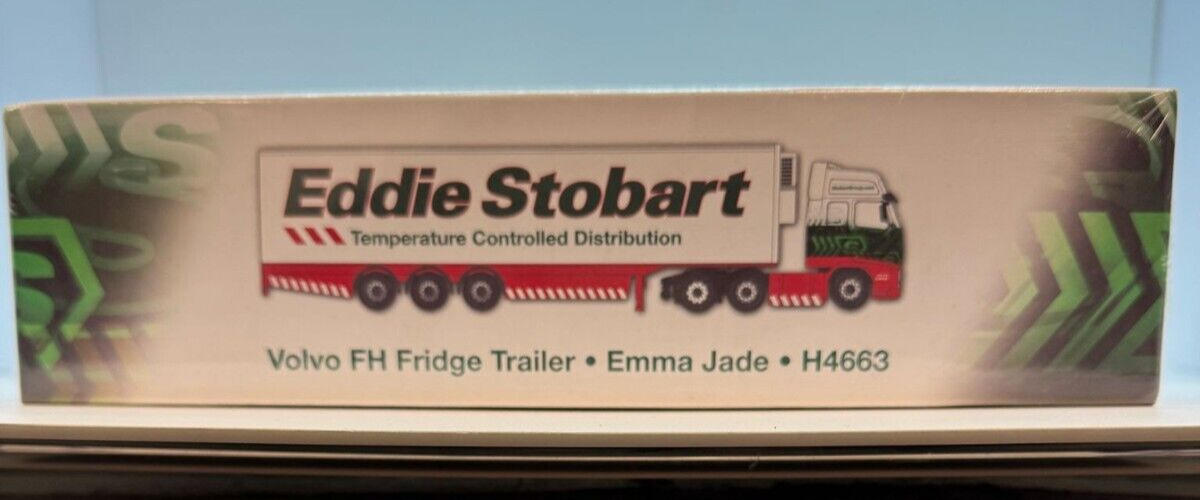 Eddie Stobart
Temperature Controlled Distribution
Volvo FH Fridge Trailer • Emma Jade • H4663